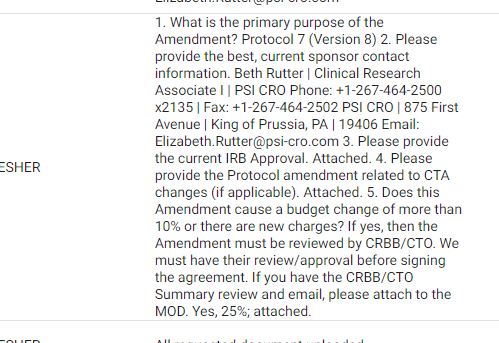 Elizabeth.Rutter@psi-cro.com
1. What is the primary purpose of the
Amendment? Protocol 7 (Version 8) 2. Please
provide the best, current sponsor contact
information. Beth Rutter | Clinical Research
Associate I | PSI CRO Phone: +1-267-464-2500
x2135 | Fax: +1-267-464-2502 PSI CRO | 875 First
Avenue | King of Prussia, PA | 19406 Email:
Elizabeth.Rutter@psi-cro.com 3. Please provide
the current IRB Approval. Attached. 4. Please
ESHER
provide the Protocol amendment related to CTA
changes (if applicable). Attached. 5. Does this
Amendment cause a budget change of more than
10% or there are new charges? If yes, then the
Amendment must be reviewed by CRBB/CTO. We
must have their review/approval before signing
the agreement. If you have the CRBB/CTO
Summary review and email, please attach to the
MOD. Yes, 25%; attached.